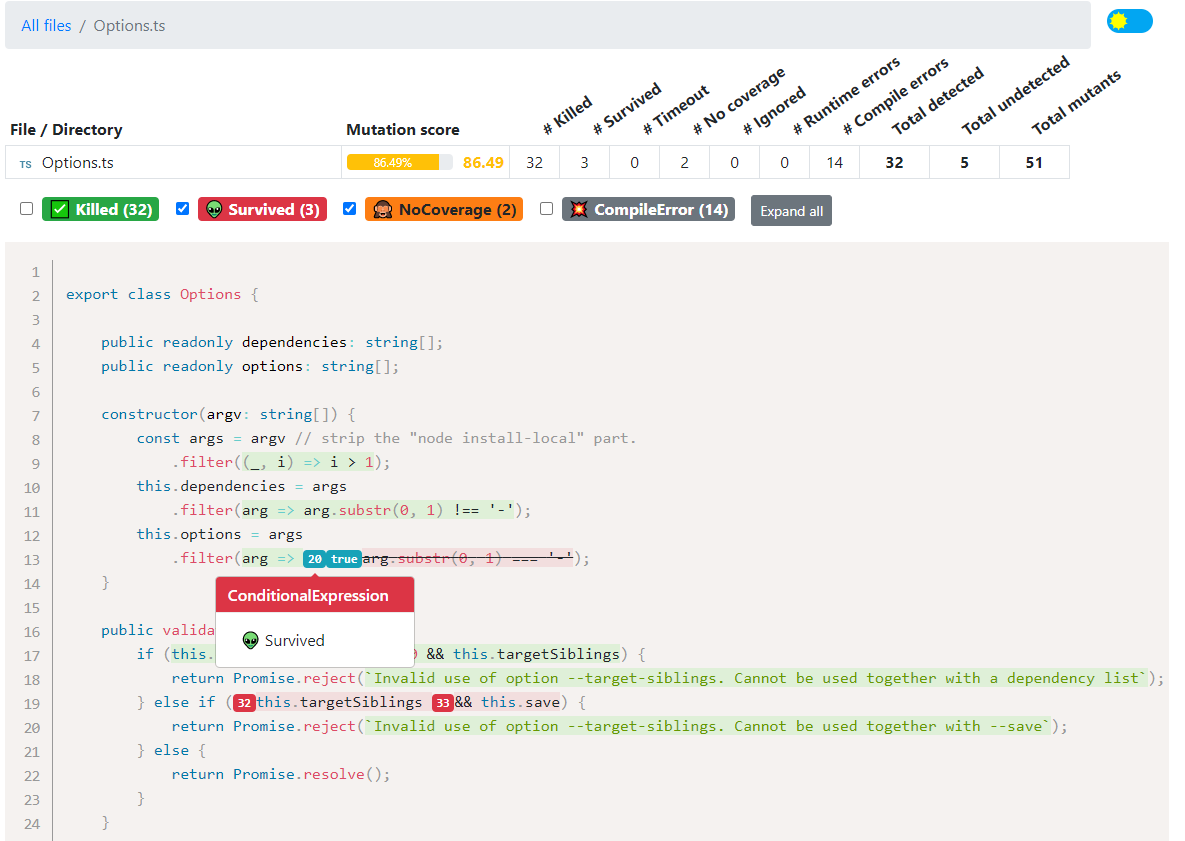 All files / Options.ts
File / Directory Mutation score # Killed # Survived # Timeout # No coverage # Ignored # Runtime errors # Compile errors Total detected Total undetected Total mutants
TS Options.ts 86.49% 86.49 32 3 0 2 0 0 14 32 5 51
Killed (32) Survived (3) NoCoverage (2) CompileError (14) Expand all
1
2 export class Options {
3
4 public readonly dependencies: string[];
5 public readonly options: string[];
6
7 constructor(argv: string[]) {
8 const args = argv // strip the "node install-local" part.
9 .filter((_, i) => i > 1);
10 this.dependencies = args
11 .filter(arg => arg.substr(0, 1) !== '-');
12 this.options = args
13 .filter(arg => 20 true arg.substr(0, 1) === '-');
14 }
ConditionalExpression
15
Survived
16 public valida
17 if (this. && this.targetSiblings) {
18 return Promise.reject(`Invalid use of option --target-siblings. Cannot be used together with a dependency list`);
19 } else if (32 this.targetSiblings 33 && this.save) {
20 return Promise.reject(`Invalid use of option --target-siblings. Cannot be used together with --save`);
21 } else {
22 return Promise.resolve();
23 }
24 }